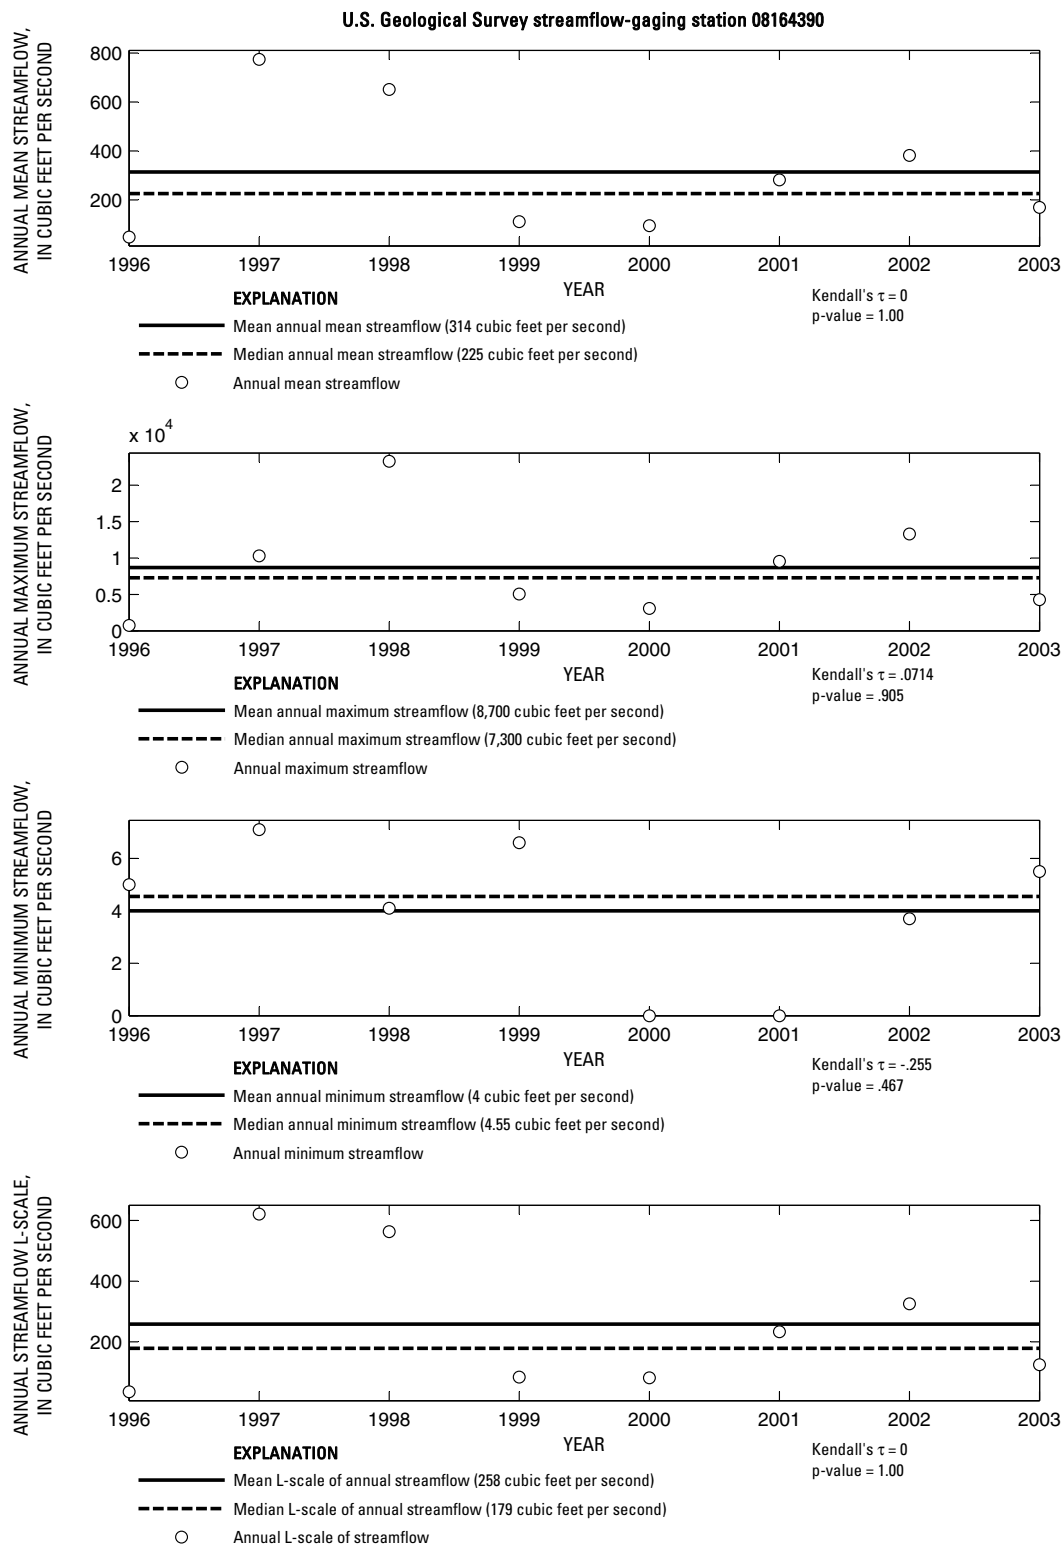 U.S. Geological Survey streamflow-gaging station 08164390
ANNUAL MEAN STREAMFLOW,
IN CUBIC FEET PER SECOND
800
600
400
200
1996 1997 1998 1999 2000 2001 2002 2003
YEAR
Kendall's τ = 0
p-value = 1.00
EXPLANATION
Mean annual mean streamflow (314 cubic feet per second)
Median annual mean streamflow (225 cubic feet per second)
Annual mean streamflow
ANNUAL MAXIMUM STREAMFLOW,
IN CUBIC FEET PER SECOND
x 10^4
2
1.5
1
0.5
0
1996 1997 1998 1999 2000 2001 2002 2003
YEAR
Kendall's τ = .0714
p-value = .905
EXPLANATION
Mean annual maximum streamflow (8,700 cubic feet per second)
Median annual maximum streamflow (7,300 cubic feet per second)
Annual maximum streamflow
ANNUAL MINIMUM STREAMFLOW,
IN CUBIC FEET PER SECOND
6
4
2
0
1996 1997 1998 1999 2000 2001 2002 2003
YEAR
Kendall's τ = -.255
p-value = .467
EXPLANATION
Mean annual minimum streamflow (4 cubic feet per second)
Median annual minimum streamflow (4.55 cubic feet per second)
Annual minimum streamflow
ANNUAL STREAMFLOW L-SCALE,
IN CUBIC FEET PER SECOND
600
400
200
1996 1997 1998 1999 2000 2001 2002 2003
YEAR
Kendall's τ = 0
p-value = 1.00
EXPLANATION
Mean L-scale of annual streamflow (258 cubic feet per second)
Median L-scale of annual streamflow (179 cubic feet per second)
Annual L-scale of streamflow